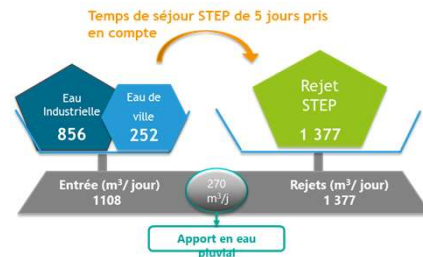 Temps de séjour STEP de 5 jours pris
en compte
Eau
Industrielle
856
Eau de
ville
252
Rejet
STEP
1 377
Entrée (m³/ jour)
1108
270
m³/j
Rejets (m³/ jour)
1 377
Apport en eau
pluvial